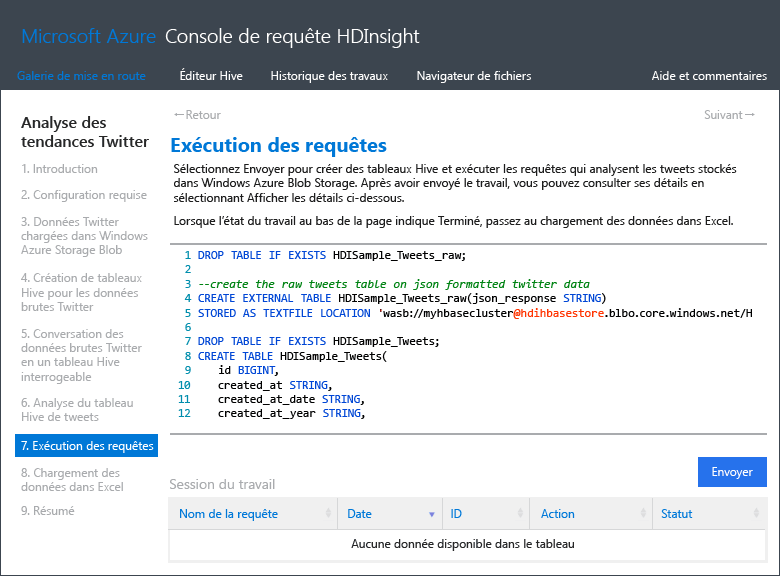 Microsoft Azure Console de requête HDInsight
Galerie de mise en route Éditeur Hive Historique des travaux Navigateur de fichiers Aide et commentaires
Analyse des
tendances Twitter
1. Introduction
2. Configuration requise
3. Données Twitter
chargées dans Windows
Azure Storage Blob
4. Création de tableaux
Hive pour les données
brutes Twitter
5. Conversation des
données brutes Twitter
en un tableau Hive
interrogeable
6. Analyse du tableau
Hive de tweets
7. Exécution des requêtes
8. Chargement des
données dans Excel
9. Résumé
←Retour Suivant→
Exécution des requêtes
Sélectionnez Envoyer pour créer des tableaux Hive et exécuter les requêtes qui analysent les tweets stockés
dans Windows Azure Blob Storage. Après avoir envoyé le travail, vous pouvez consulter ses détails en
sélectionnant Afficher les détails ci-dessous.
Lorsque l'état du travail au bas de la page indique Terminé, passez au chargement des données dans Excel.
1 DROP TABLE IF EXISTS HDISample_Tweets_raw;
2
3 --create the raw tweets table on json formatted twitter data
4 CREATE EXTERNAL TABLE HDISample_Tweets_raw(json_response STRING)
5 STORED AS TEXTFILE LOCATION 'wasb://myhbasecluster@hdihbasestore.blbo.core.windows.net/H
6
7 DROP TABLE IF EXISTS HDISample_Tweets;
8 CREATE TABLE HDISample_Tweets(
9 id BIGINT,
10 created_at STRING,
11 created_at_date STRING,
12 created_at_year STRING,
Envoyer
Session du travail
Nom de la requête Date ID Action Statut
Aucune donnée disponible dans le tableau